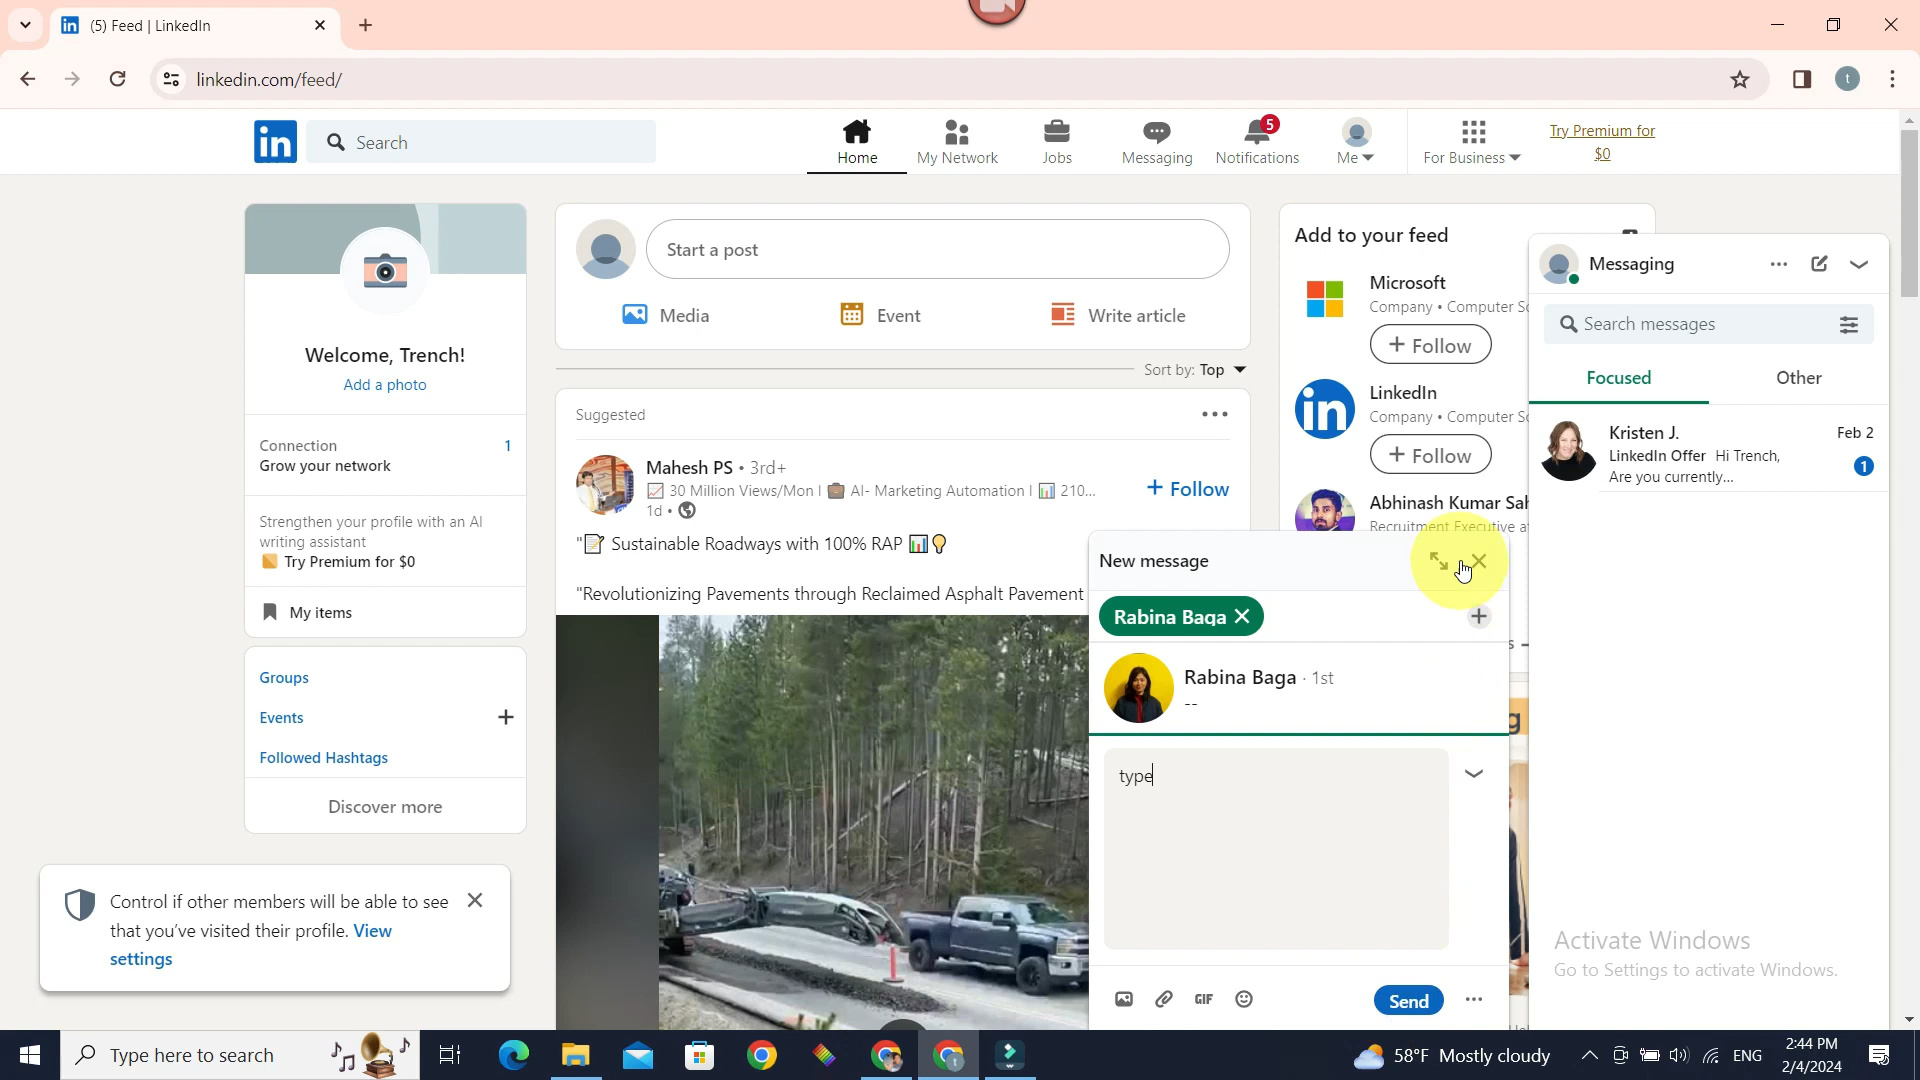 (5) Feed | LinkedIn
linkedin.com/feed/
in
Search
Home
My Network
Jobs
Messaging
5
Notifications
Me
For Business
Try Premium for
$0
Welcome, Trench!
Add a photo
Connection 1
Grow your network
Strengthen your profile with an AI
writing assistant
Try Premium for $0
My items
Groups
Events
Followed Hashtags
Discover more
Control if other members will be able to see
that you've visited their profile. View
settings
Start a post
Media
Event
Write article
Sort by: Top
Suggested
Mahesh PS • 3rd+
30 Million Views/Mon I AI- Marketing Automation I 210...
1d •
+ Follow
"📝 Sustainable Roadways with 100% RAP 📊💡
"Revolutionizing Pavements through Reclaimed Asphalt Pavement
Add to your feed
Microsoft
Company • Computer So
+ Follow
in
LinkedIn
Company • Computer So
+ Follow
Abhinash Kumar Sah
Recruitment Executive at
New message
Rabina Baga
Rabina Baga · 1st
--
type
GIF
Send
Messaging
Search messages
Focused
Other
Kristen J. Feb 2
LinkedIn Offer Hi Trench,
Are you currently... 1
Activate Windows
Go to Settings to activate Windows.
Type here to search
58°F Mostly cloudy
ENG
2:44 PM
2/4/2024
t